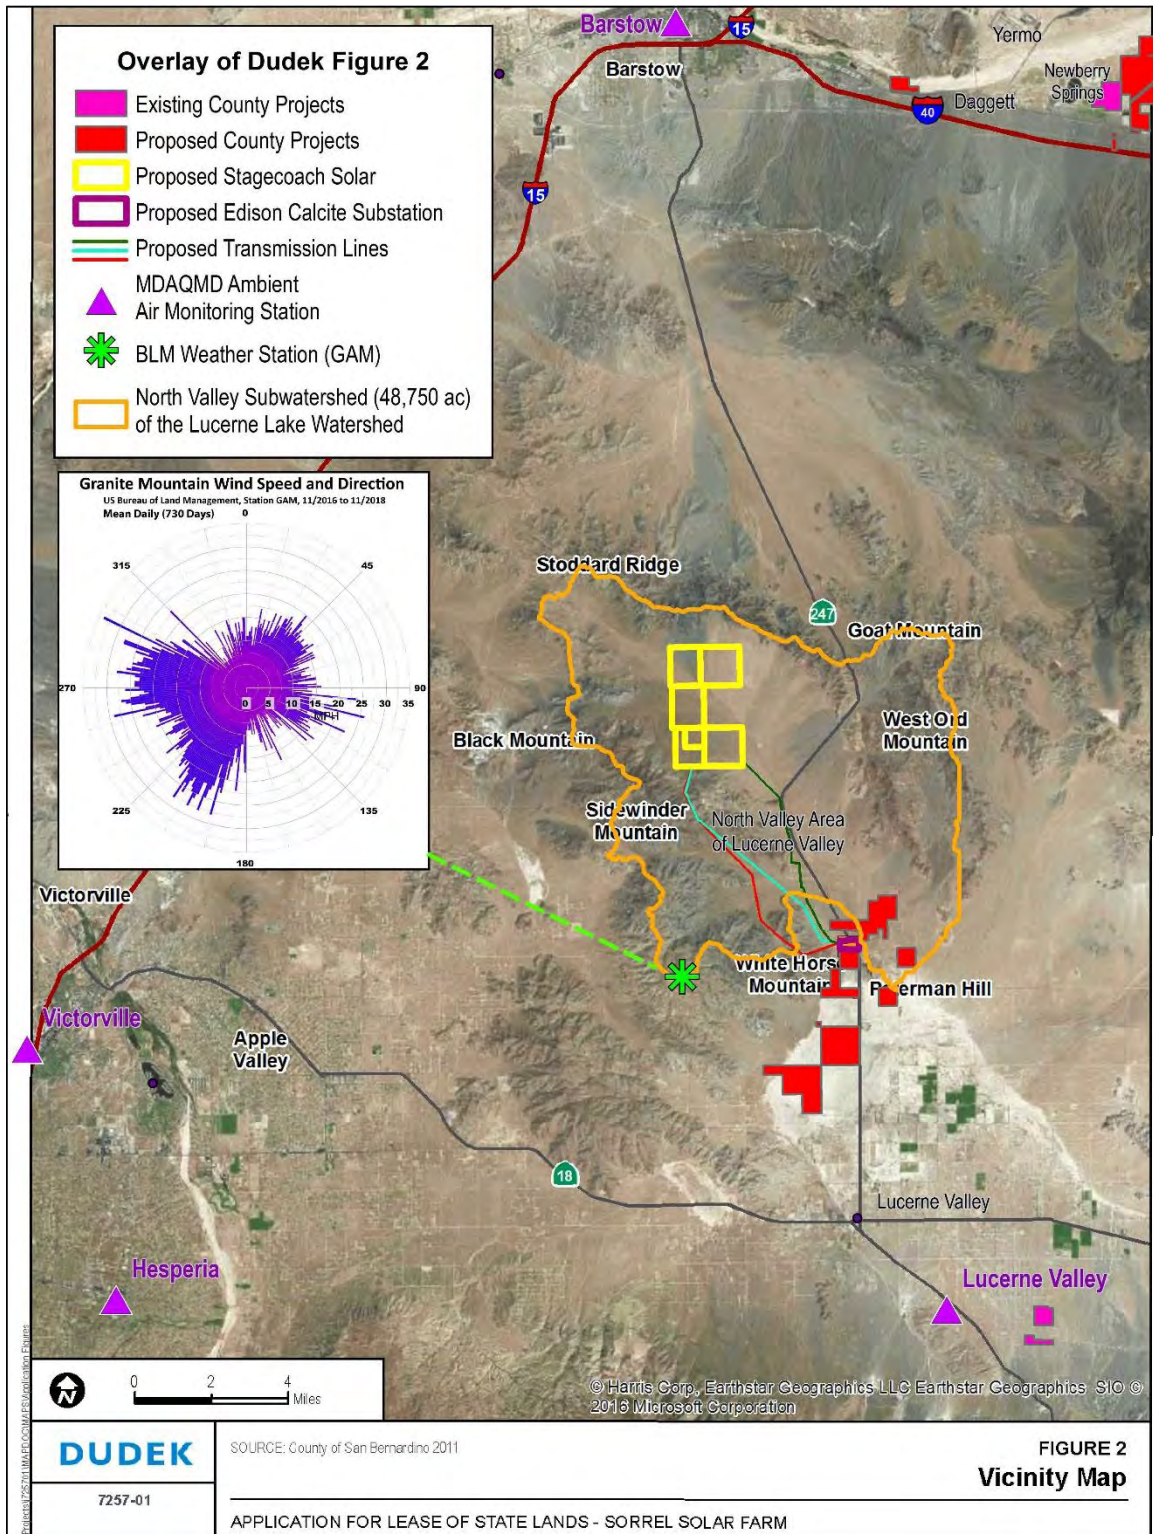 Barstow
15
Yermo
Barstow
Newberry
Springs
Daggett
40
15
Overlay of Dudek Figure 2
Existing County Projects
Proposed County Projects
Proposed Stagecoach Solar
Proposed Edison Calcite Substation
Proposed Transmission Lines
MDAQMD Ambient
Air Monitoring Station
BLM Weather Station (GAM)
North Valley Subwatershed (48,750 ac)
of the Lucerne Lake Watershed
Granite Mountain Wind Speed and Direction
US Bureau of Land Management, Station GAM, 11/2016 to 11/2018
Mean Daily (730 Days)
0
315
45
270
0 5 10 15 20 25 30 35
90
MPH
225
135
180
Stoddard Ridge
247
Goat Mountain
Black Mountain
West Ord
Mountain
Sidewinder
Mountain
North Valley Area
of Lucerne Valley
Victorville
White Horse
Mountain
Peterman Hill
Victorville
Apple
Valley
18
Lucerne Valley
Hesperia
Lucerne Valley
N
0 2 4
Miles
© Harris Corp, Earthstar Geographics LLC Earthstar Geographics SIO ©
2016 Microsoft Corporation
DUDEK
7257-01
SOURCE: County of San Bernardino 2011
FIGURE 2
Vicinity Map
APPLICATION FOR LEASE OF STATE LANDS - SORREL SOLAR FARM